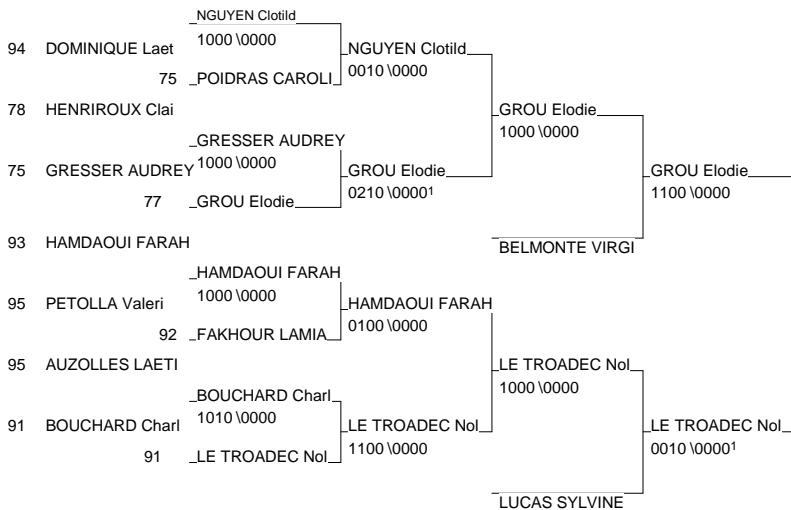 NGUYEN Clotild
1000 \0000
94 DOMINIQUE Laet
NGUYEN Clotild
0010 \0000
75 POIDRAS CAROLI
78 HENRIROUX Clai
GROU Elodie
1000 \0000
GRESSER AUDREY
1000 \0000
75 GRESSER AUDREY
GROU Elodie
0210 \0000¹
GROU Elodie
1100 \0000
77 GROU Elodie
93 HAMDAOUI FARAH
BELMONTE VIRGI
HAMDAOUI FARAH
1000 \0000
95 PETOLLA Valeri
HAMDAOUI FARAH
0100 \0000
92 FAKHOUR LAMIA
95 AUZOLLES LAETI
LE TROADEC Nol
1000 \0000
BOUCHARD Charl
1010 \0000
91 BOUCHARD Charl
LE TROADEC Nol
1100 \0000
LE TROADEC Nol
0010 \0000¹
91 LE TROADEC Nol
LUCAS SYLVINE